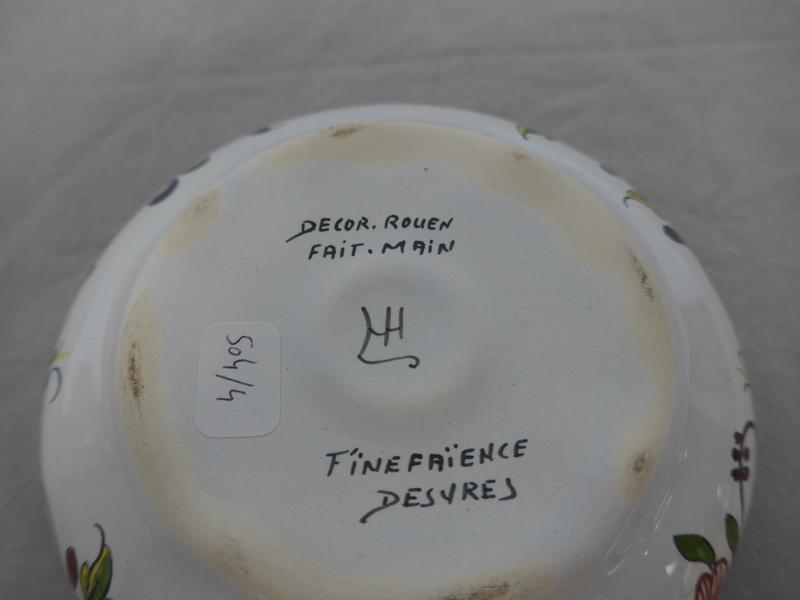 DECOR. ROUEN
FAiT. MAiN
504/4
FINEFAÏENCE
DESVRES